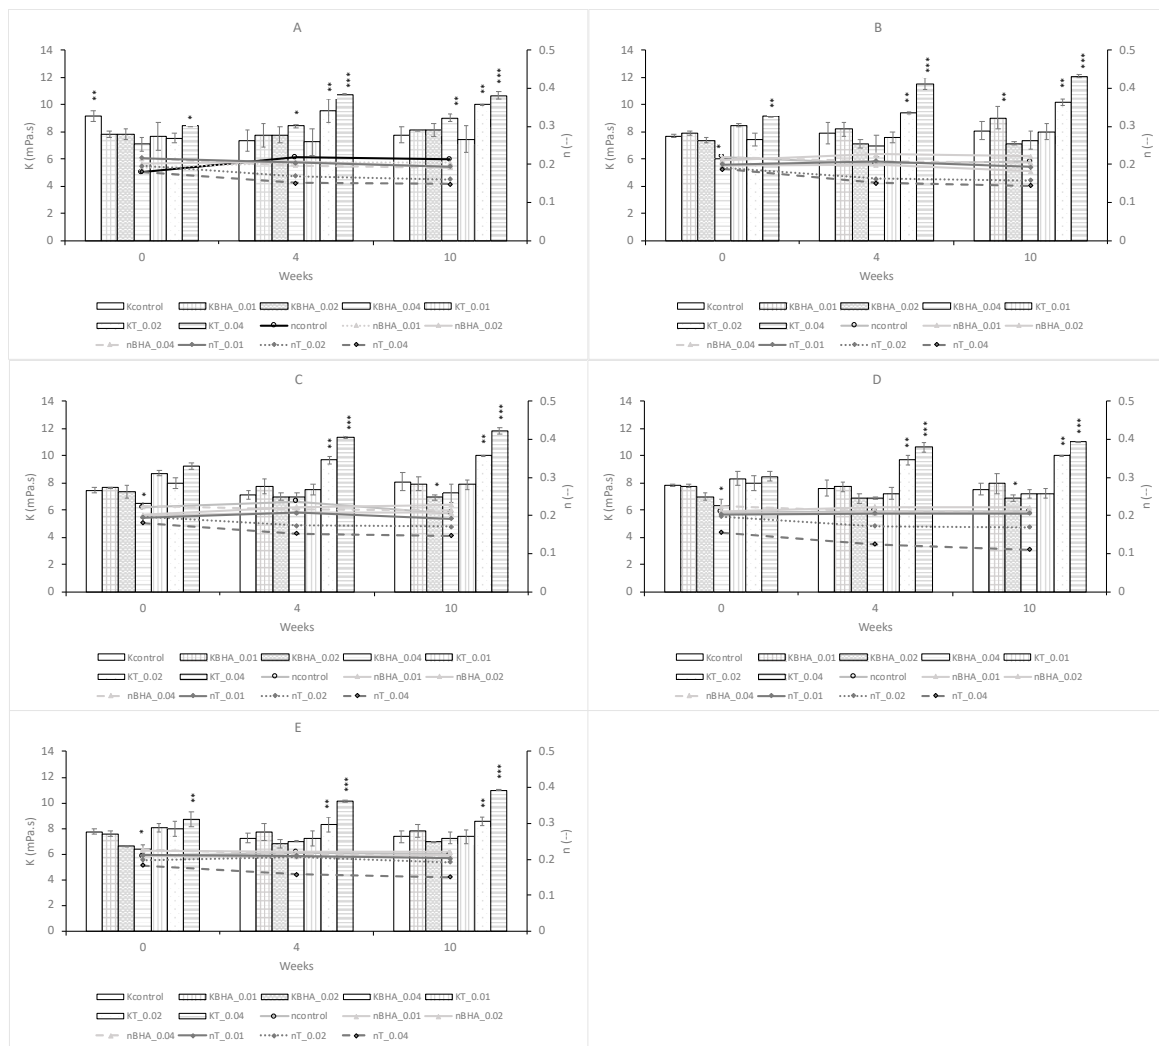 A
K (mPa.s)
14
12
10
8
6
4
2
0
0.5
0.4
0.3
0.2
0.1
0
n (--)
** * * ** *** ** ** ***
0 4 10
Weeks
Kcontrol KBHA_0.01 KBHA_0.02 KBHA_0.04 KT_0.01
KT_0.02 KT_0.04 ncontrol nBHA_0.01 nBHA_0.02
nBHA_0.04 nT_0.01 nT_0.02 nT_0.04
B
K (mPa.s)
14
12
10
8
6
4
2
0
0.5
0.4
0.3
0.2
0.1
0
n (--)
* * ** *** ** ** ***
0 4 10
Weeks
Kcontrol KBHA_0.01 KBHA_0.02 KBHA_0.04 KT_0.01
KT_0.02 KT_0.04 ncontrol nBHA_0.01 nBHA_0.02
nBHA_0.04 nT_0.01 nT_0.02 nT_0.04
C
K (mPa.s)
14
12
10
8
6
4
2
0
0.5
0.4
0.3
0.2
0.1
0
n (--)
* ** *** * ** ***
0 4 10
Weeks
Kcontrol KBHA_0.01 KBHA_0.02 KBHA_0.04 KT_0.01
KT_0.02 KT_0.04 ncontrol nBHA_0.01 nBHA_0.02
nBHA_0.04 nT_0.01 nT_0.02 nT_0.04
D
K (mPa.s)
14
12
10
8
6
4
2
0
0.5
0.4
0.3
0.2
0.1
0
n (--)
* ** *** * ** ***
0 4 10
Weeks
Kcontrol KBHA_0.01 KBHA_0.02 KBHA_0.04 KT_0.01
KT_0.02 KT_0.04 ncontrol nBHA_0.01 nBHA_0.02
nBHA_0.04 nT_0.01 nT_0.02 nT_0.04
E
K (mPa.s)
14
12
10
8
6
4
2
0
0.5
0.4
0.3
0.2
0.1
0
n (--)
* ** ** *** ** ***
0 4 10
Weeks
Kcontrol KBHA_0.01 KBHA_0.02 KBHA_0.04 KT_0.01
KT_0.02 KT_0.04 ncontrol nBHA_0.01 nBHA_0.02
nBHA_0.04 nT_0.01 nT_0.02 nT_0.04